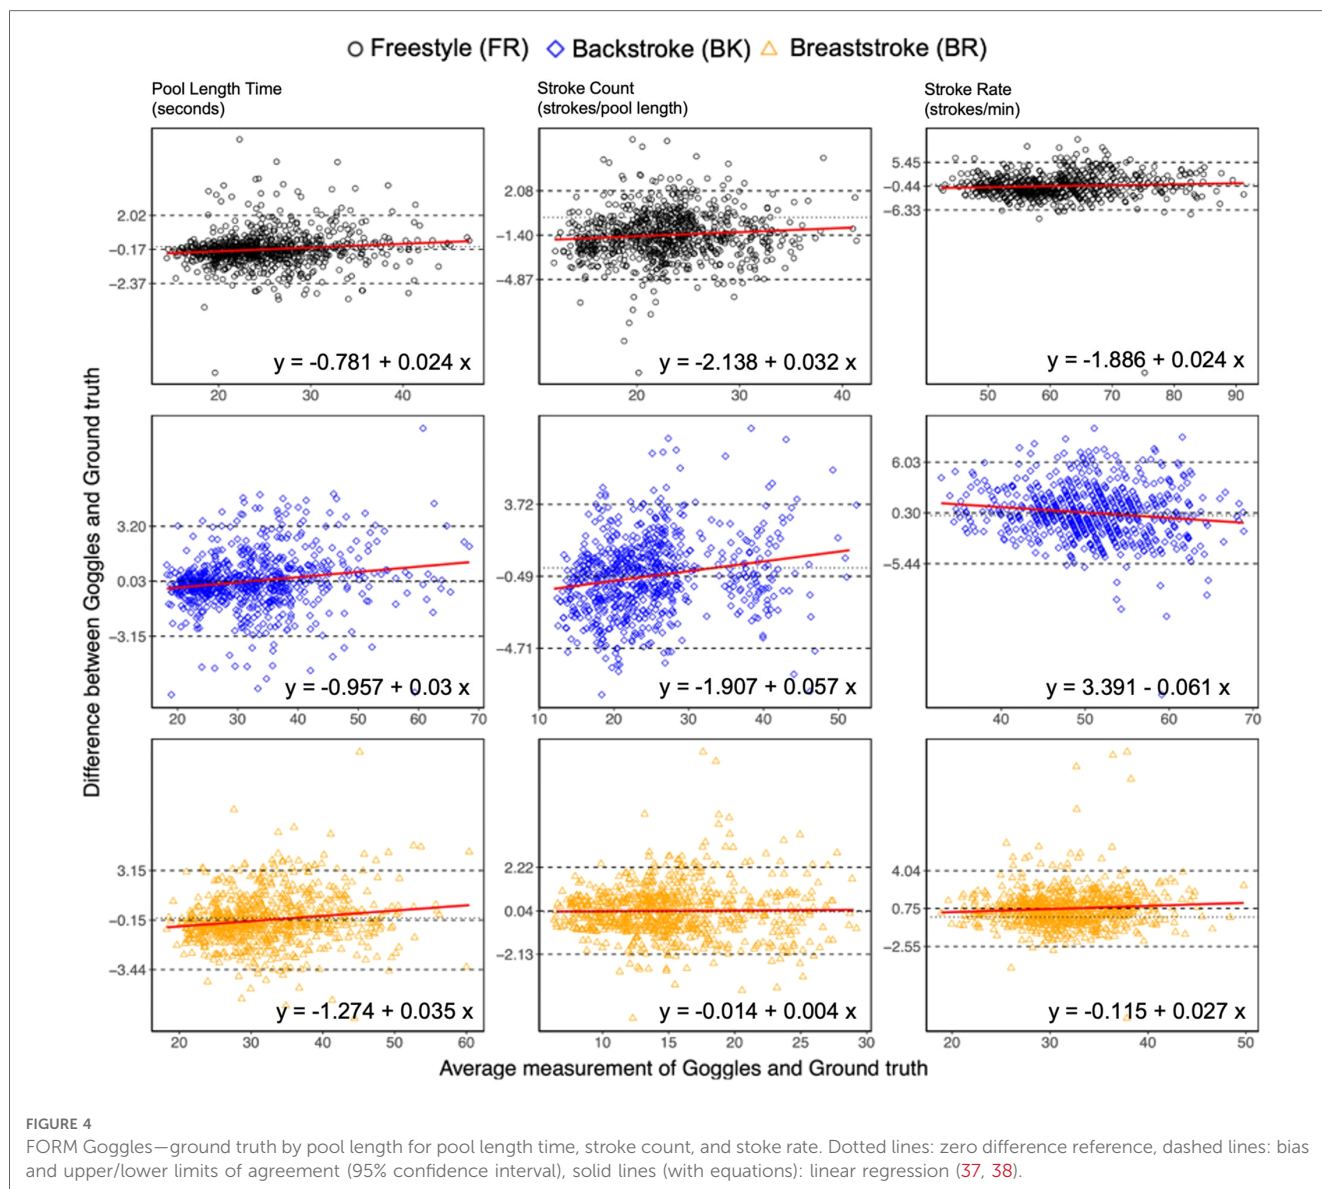 Freestyle (FR) Backstroke (BK) Breaststroke (BR)
Pool Length Time
(seconds)
Stroke Count
(strokes/pool length)
Stroke Rate
(strokes/min)
Difference between Goggles and Ground truth
2.02
−0.17
−2.37
y = -0.781 + 0.024 x
20 30 40
2.08
−1.40
−4.87
y = -2.138 + 0.032 x
20 30 40
5.45
−0.44
−6.33
y = -1.886 + 0.024 x
50 60 70 80 90
3.20
0.03
−3.15
y = -0.957 + 0.03 x
20 30 40 50 60 70
3.72
−0.49
−4.71
y = -1.907 + 0.057 x
10 20 30 40 50
6.03
0.30
−5.44
y = 3.391 - 0.061 x
40 50 60 70
3.15
−0.15
−3.44
y = -1.274 + 0.035 x
20 30 40 50 60
2.22
0.04
−2.13
y = -0.014 + 0.004 x
10 15 20 25 30
4.04
0.75
−2.55
y = -0.115 + 0.027 x
20 30 40 50
Average measurement of Goggles and Ground truth
FIGURE 4
FORM Goggles—ground truth by pool length for pool length time, stroke count, and stoke rate. Dotted lines: zero difference reference, dashed lines: bias
and upper/lower limits of agreement (95% confidence interval), solid lines (with equations): linear regression (37, 38).